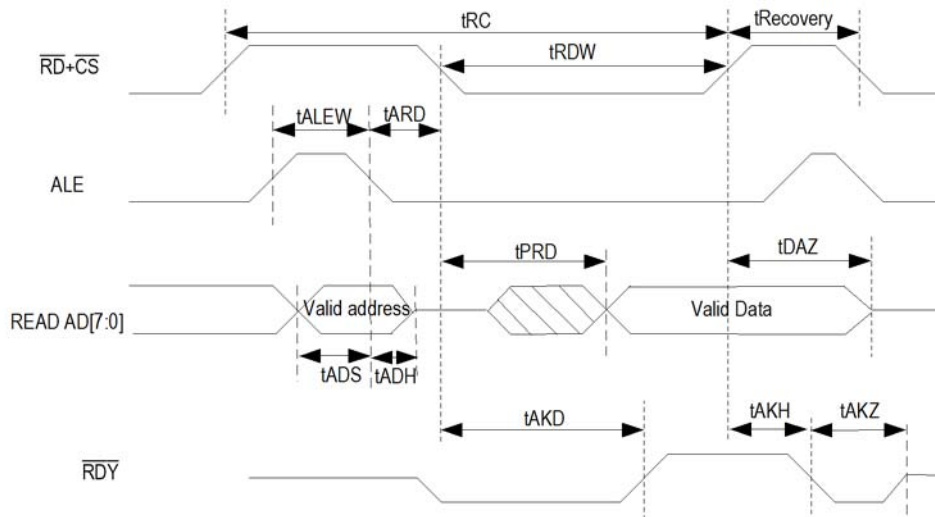 tRC
tRecovery
RD+CS
tRDW
tALEW
tARD
ALE
tPRD
tDAZ
READ AD[7:0]
Valid address
Valid Data
tADS
tADH
tAKD
tAKH
tAKZ
RDY